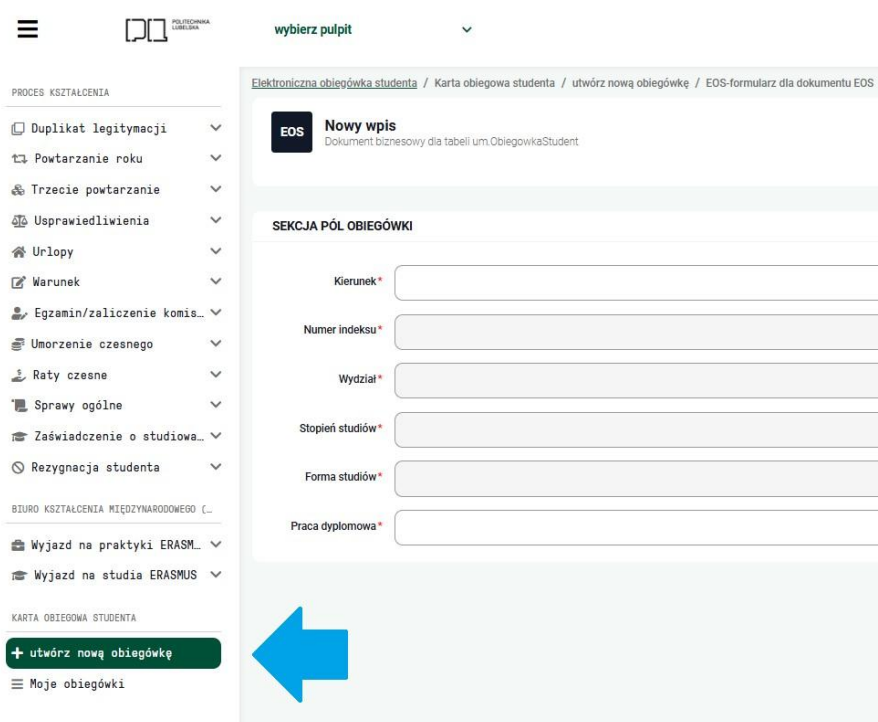 POLITECHNIKA
LUBELSKA
wybierz pulpit
Elektroniczna obiegówka studenta / Karta obiegowa studenta / utwórz nową obiegówkę / EOS-formularz dla dokumentu EOS
PROCES KSZTAŁCENIA
Duplikat legitymacji
Powtarzanie roku
Trzecie powtarzanie
Usprawiedliwienia
Urlopy
Warunek
Egzamin/zaliczenie komis…
Umorzenie czesnego
Raty czesne
Sprawy ogólne
Zaświadczenie o studiowa…
Rezygnacja studenta
BIURO KSZTAŁCENIA MIĘDZYNARODOWEGO (…
Wyjazd na praktyki ERASM…
Wyjazd na studia ERASMUS
KARTA OBIEGOWA STUDENTA
+ utwórz nową obiegówkę
Moje obiegówki
EOS
Nowy wpis
Dokument biznesowy dla tabeli um.ObiegowkaStudent
SEKCJA PÓL OBIEGÓWKI
Kierunek*
Numer indeksu*
Wydział*
Stopień studiów*
Forma studiów*
Praca dyplomowa*